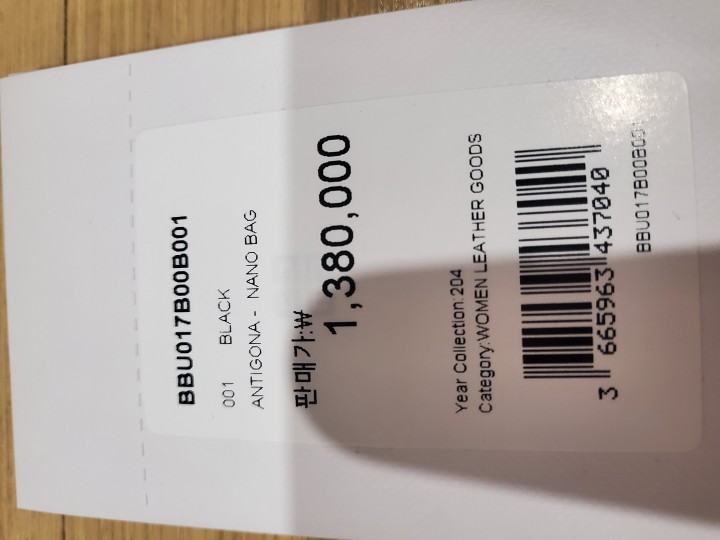 BBU017B00B001
001 BLACK
ANTIGONA - NANO BAG
판매가:₩
1,380,000
Year Collection:204
Category:WOMEN LEATHER GOODS
3 665963 437040
BBU017B00B001